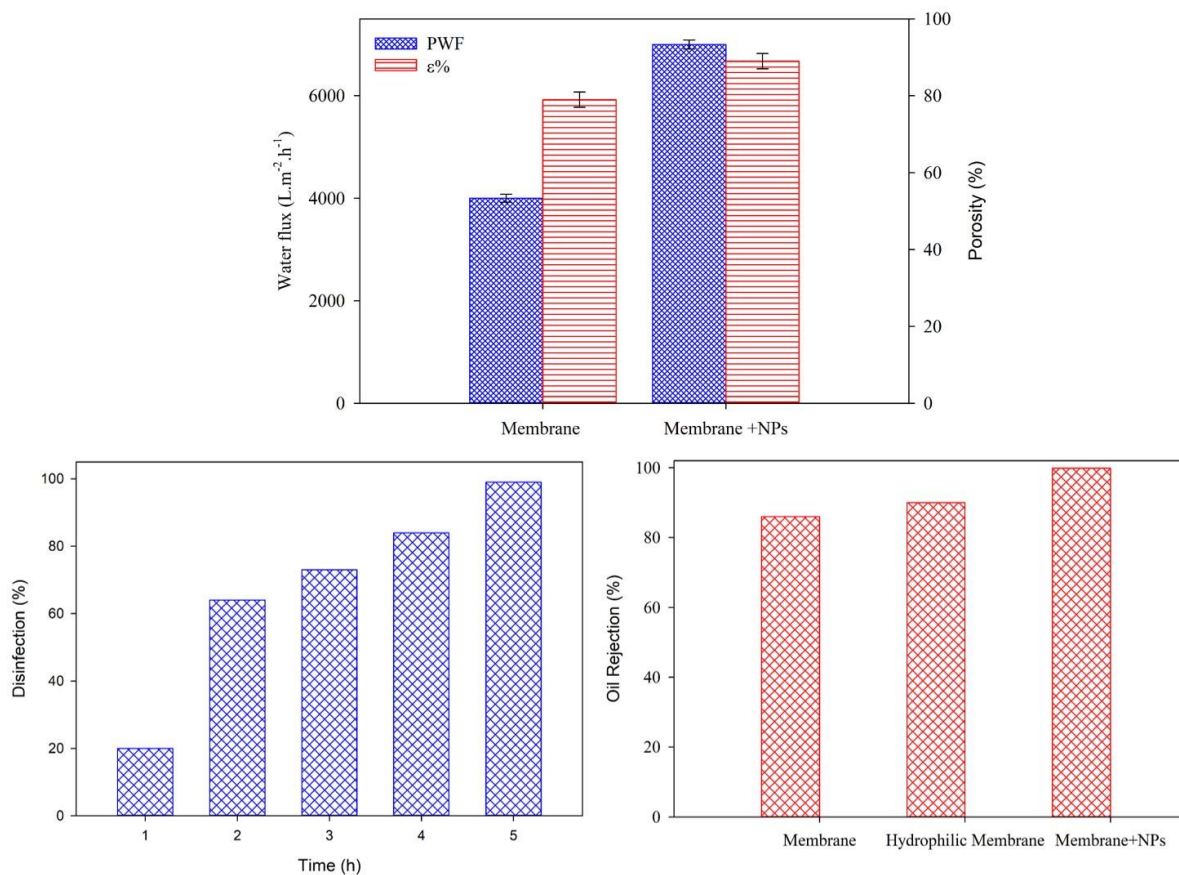 PWF
ε%
Water flux (L.m⁻².h⁻¹)
6000
4000
2000
0
100
80
60
40
20
0
Porosity (%)
Membrane
Membrane +NPs
Disinfection (%)
100
80
60
40
20
0
1
2
3
4
5
Time (h)
Oil Rejection (%)
100
80
60
40
20
0
Membrane
Hydrophilic Membrane
Membrane+NPs